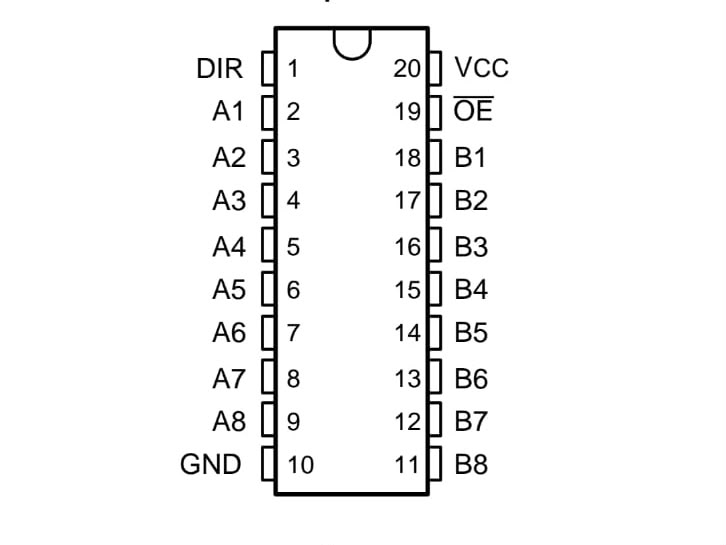 DIR 1 20 VCC
A1 2 19 O̅E̅
A2 3 18 B1
A3 4 17 B2
A4 5 16 B3
A5 6 15 B4
A6 7 14 B5
A7 8 13 B6
A8 9 12 B7
GND 10 11 B8